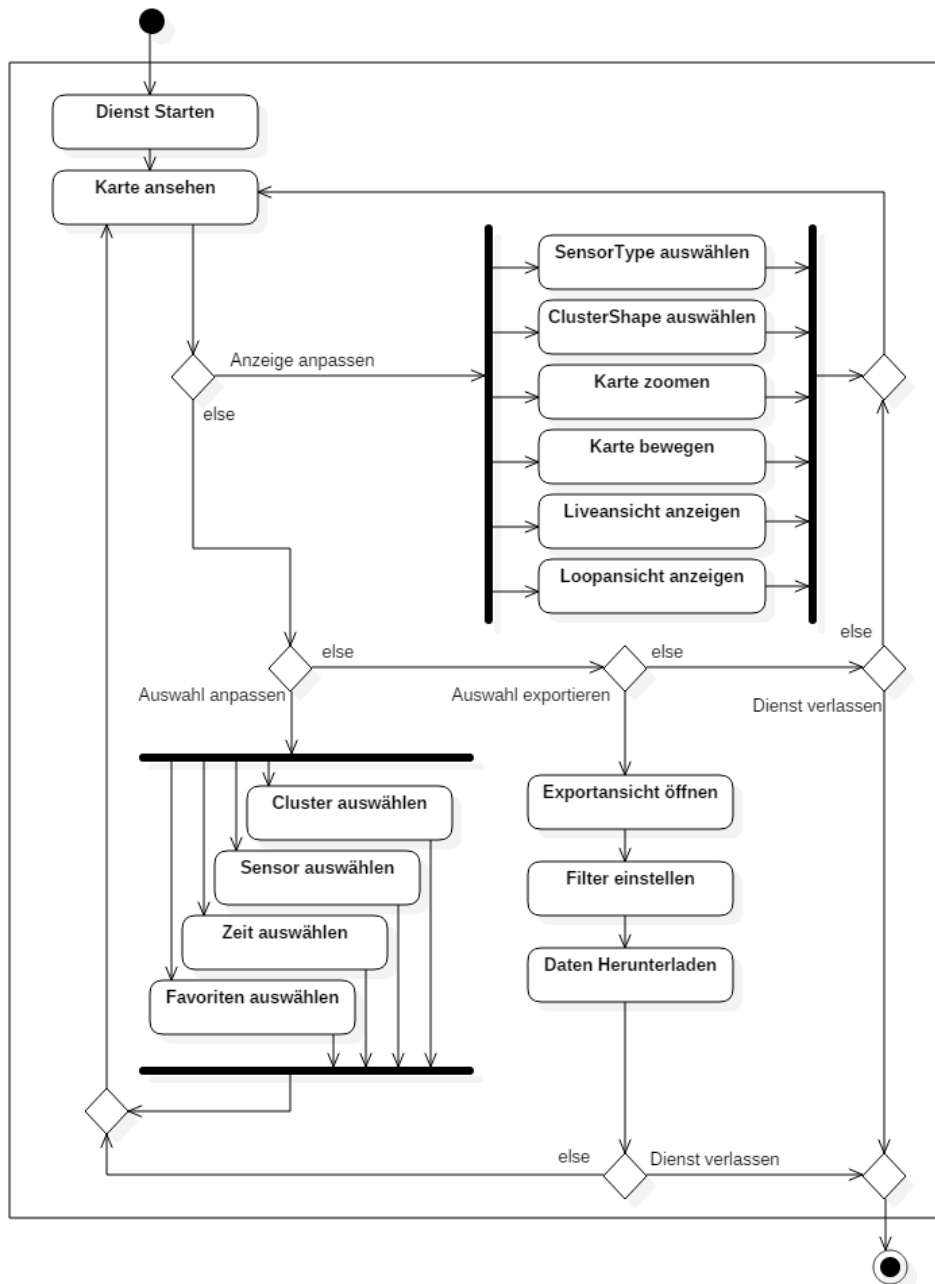 Dienst Starten
Karte ansehen
SensorType auswählen
ClusterShape auswählen
Anzeige anpassen
Karte zoomen
else
Karte bewegen
Liveansicht anzeigen
Loopansicht anzeigen
else
else
else
Auswahl anpassen
Auswahl exportieren
Dienst verlassen
Exportansicht öffnen
Cluster auswählen
Sensor auswählen
Filter einstellen
Zeit auswählen
Daten Herunterladen
Favoriten auswählen
else
Dienst verlassen